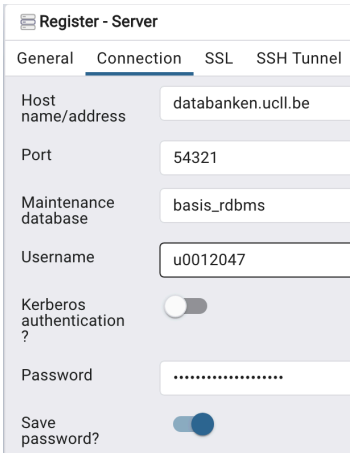 Register - Server
General Connection SSL SSH Tunnel
Host
name/address
databanken.ucll.be
Port
54321
Maintenance
database
basis_rdbms
Username
u0012047
Kerberos
authentication
?
Password
••••••••••••••••••••
Save
password?